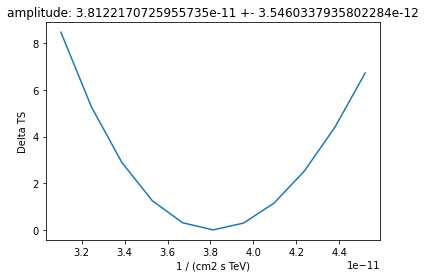 amplitude: 3.8122170725955735e-11 +- 3.5460337935802284e-12
8
6
4
2
0
Delta TS
3.2 3.4 3.6 3.8 4.0 4.2 4.4
1e−11
1 / (cm2 s TeV)